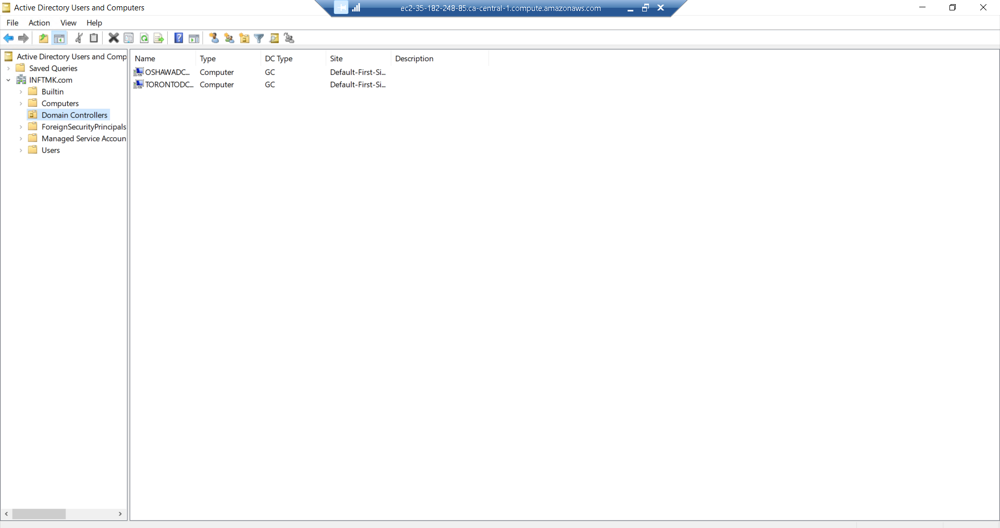 Active Directory Users and Computers
ec2-35-182-248-85.ca-central-1.compute.amazonaws.com
File Action View Help
Active Directory Users and Comp
Saved Queries
INFTMK.com
Builtin
Computers
Domain Controllers
ForeignSecurityPrincipals
Managed Service Accoun
Users
Name Type DC Type Site Description
OSHAWADC... Computer GC Default-First-Si...
TORONTODC... Computer GC Default-First-Si...